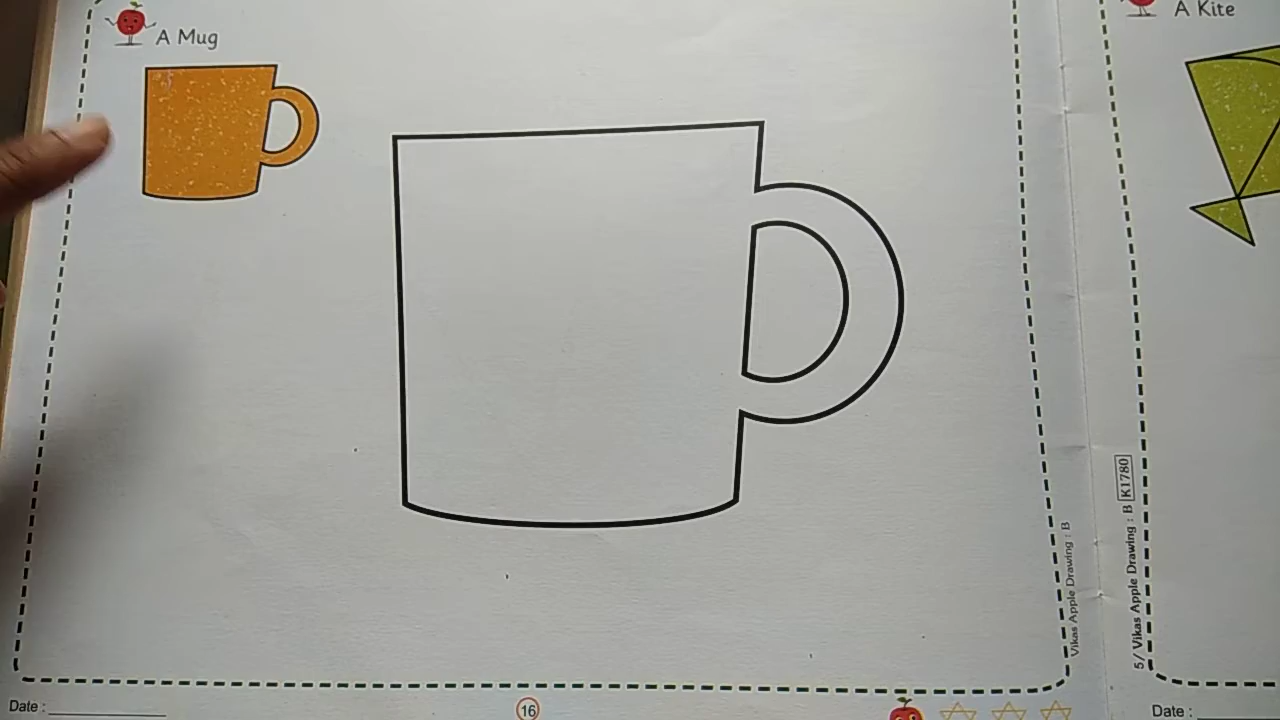 A Mug
A Kite
Vikas Apple Drawing : B
5/ Vikas Apple Drawing : B K1780
Date :
16
Date :